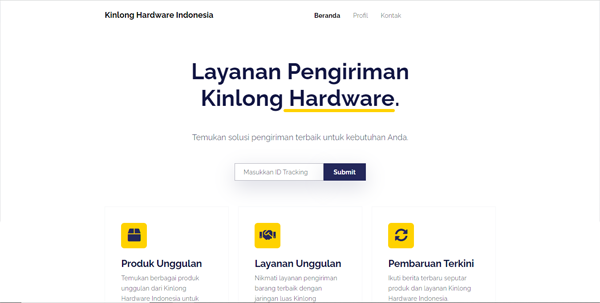 Kinlong Hardware Indonesia
Beranda Profil Kontak
Layanan Pengiriman
Kinlong Hardware.
Temukan solusi pengiriman terbaik untuk kebutuhan Anda.
Masukkan ID Tracking Submit
Produk Unggulan
Temukan berbagai produk
unggulan dari Kinlong
Hardware Indonesia untuk
Layanan Unggulan
Nikmati layanan pengiriman
barang terbaik dengan
jaringan luas Kinlong
Pembaruan Terkini
Ikuti berita terbaru seputar
produk dan layanan Kinlong
Hardware Indonesia.